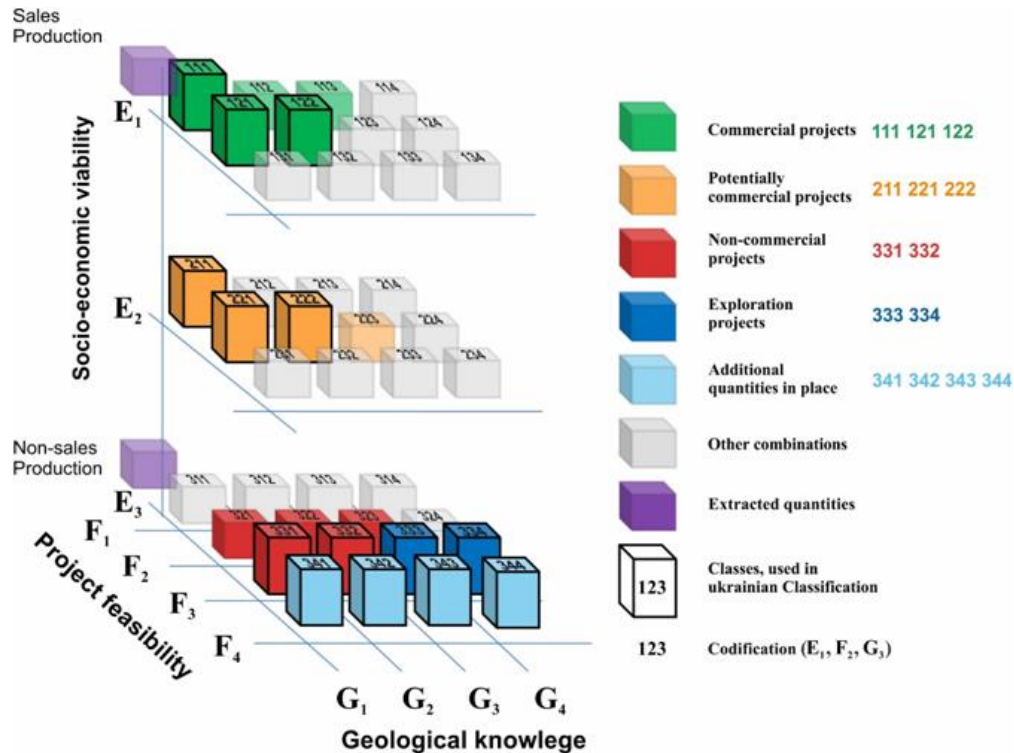 Sales
Production
E₁
111 112 113 114
121 122 123 124
131 132 133 134
Socio-economic viability
E₂
211 212 213 214
221 222 223 224
231 232 233 234
Non-sales
Production
E₃
311 312 313 314
321 322 323 324
331 332 333 334
341 342 343 344
F₁
F₂
F₃
F₄
Project feasibility
G₁ G₂ G₃ G₄
Geological knowlege
Commercial projects 111 121 122
Potentially
commercial projects 211 221 222
Non-commercial
projects 331 332
Exploration
projects 333 334
Additional
quantities in place 341 342 343 344
Other combinations
Extracted quantities
123
Classes, used in
ukrainian Classification
123 Codification (E₁, F₂, G₃)